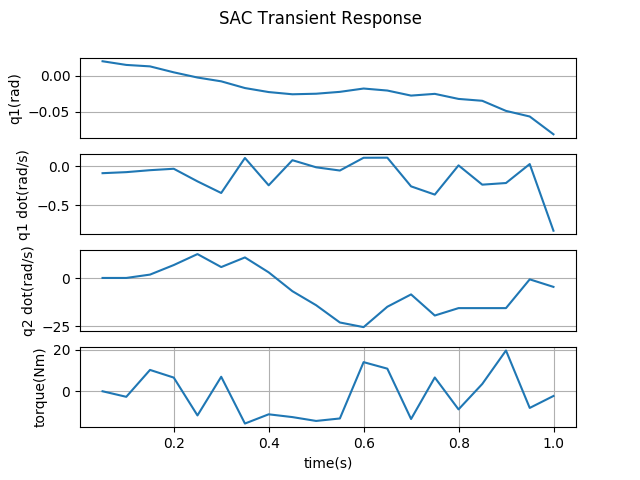 SAC Transient Response
q1(rad)
0.00
−0.05
q1 dot(rad/s)
0.0
−0.5
q2 dot(rad/s)
0
−25
torque(Nm)
20
0
0.2 0.4 0.6 0.8 1.0
time(s)